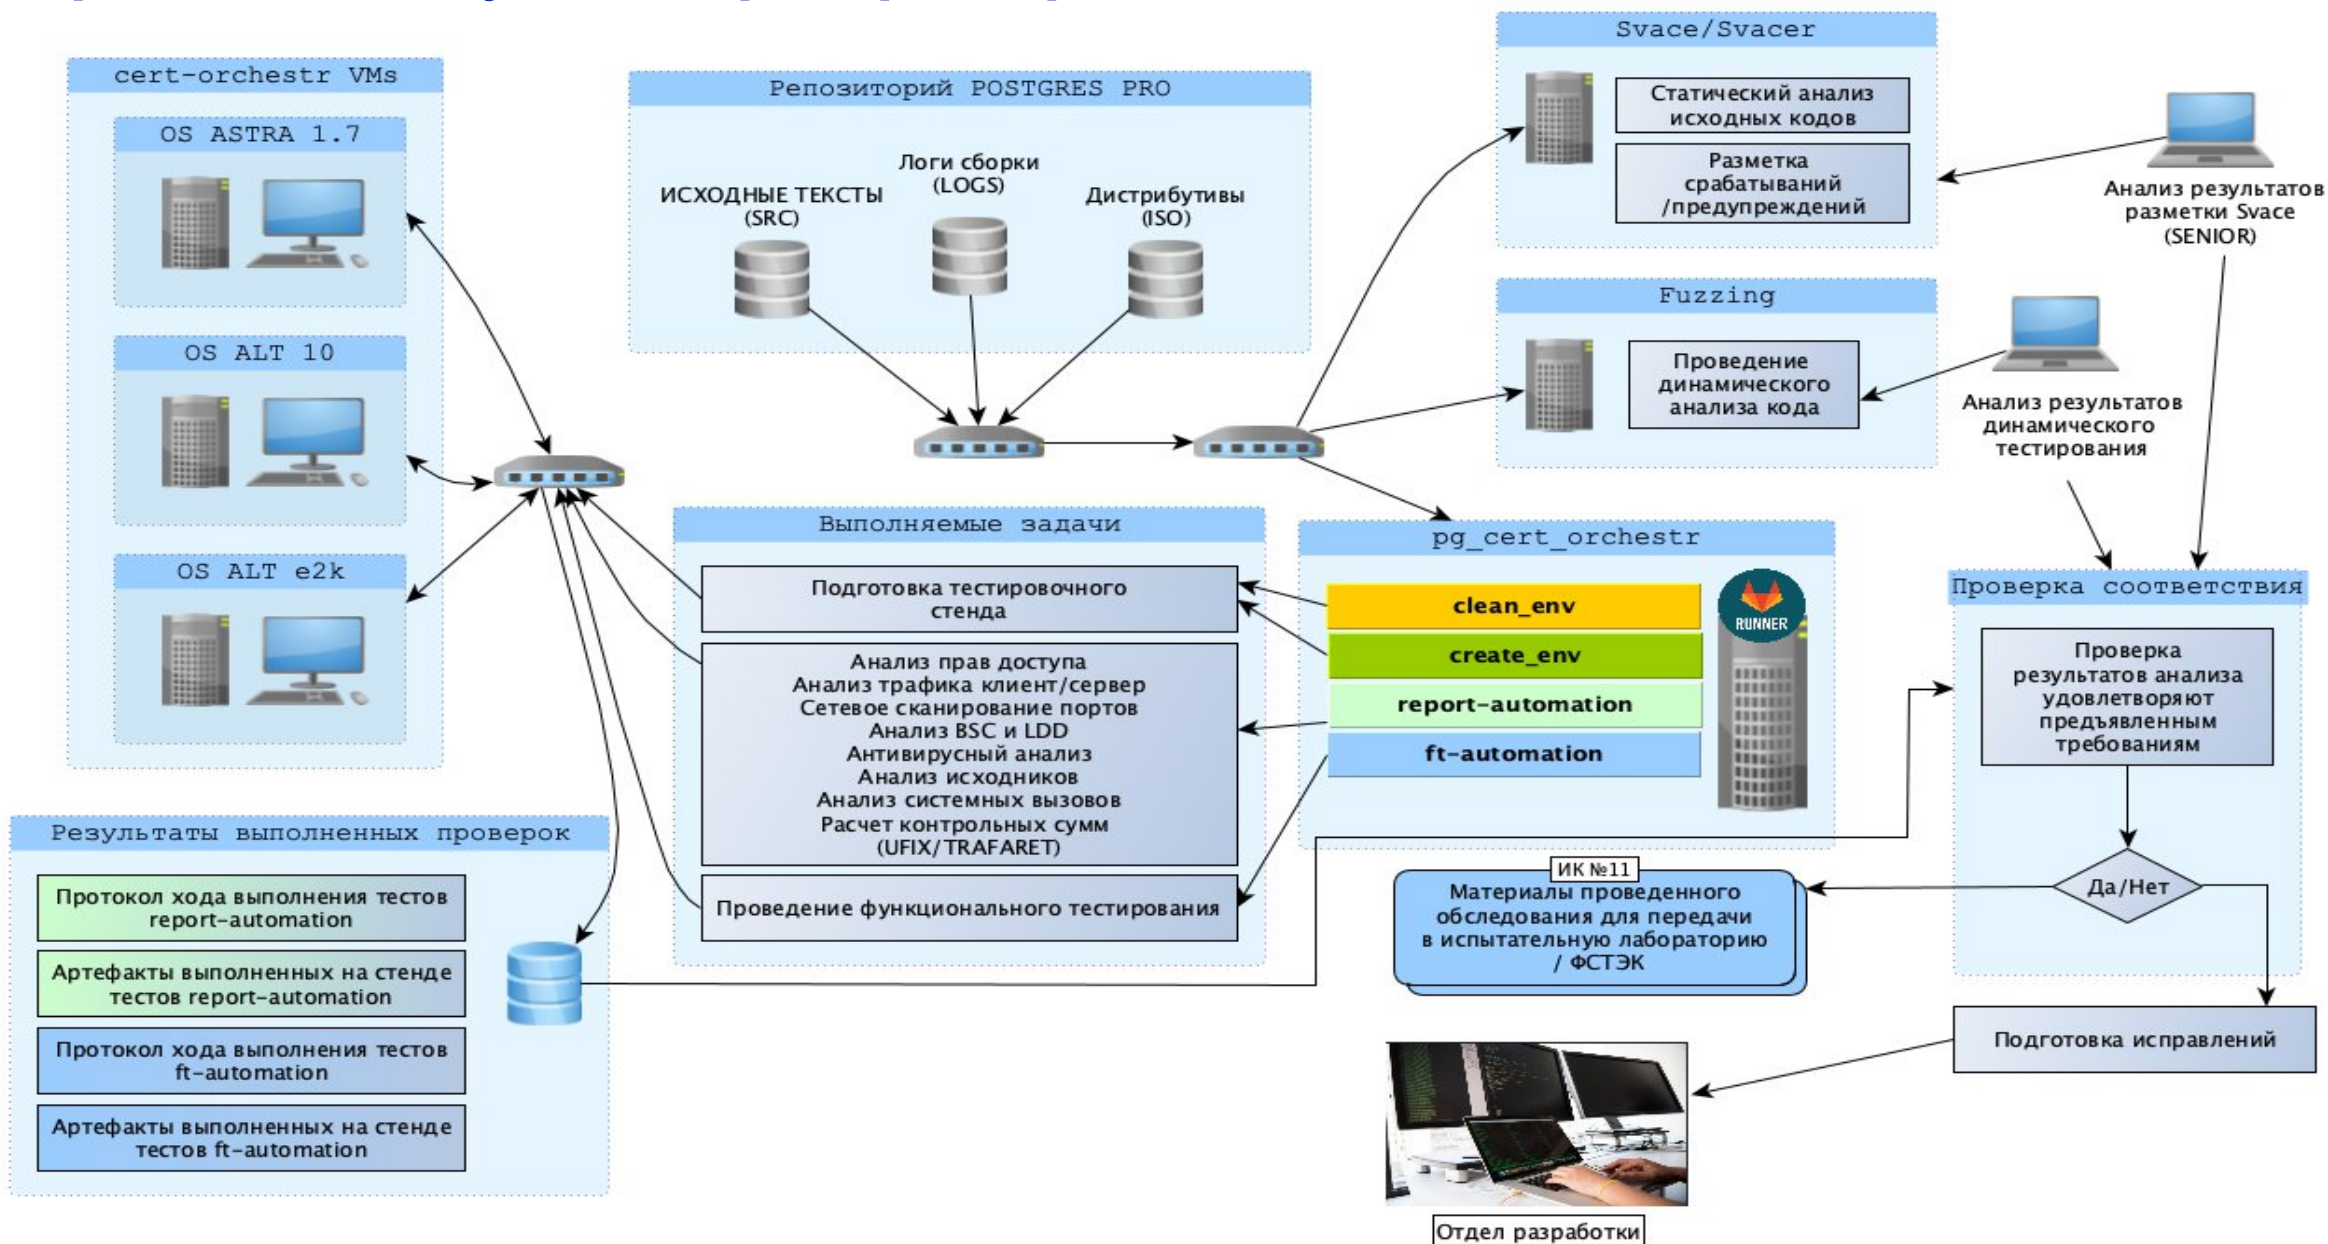 cert-orchestr VMs
OS ASTRA 1.7
OS ALT 10
OS ALT e2k
Репозиторий POSTGRES PRO
ИСХОДНЫЕ ТЕКСТЫ
(SRC)
Логи сборки
(LOGS)
Дистрибутивы
(ISO)
Svace/Svacer
Статический анализ
исходных кодов
Разметка
срабатываний
/предупреждений
Анализ результатов
разметки Svace
(SENIOR)
Fuzzing
Проведение
динамического
анализа кода
Анализ результатов
динамического
тестирования
Выполняемые задачи
Подготовка тестировочного
стенда
Анализ прав доступа
Анализ трафика клиент/сервер
Сетевое сканирование портов
Анализ BSC и LDD
Антивирусный анализ
Анализ исходников
Анализ системных вызовов
Расчет контрольных сумм
(UFIX/TRAFARET)
Проведение функционального тестирования
pg_cert_orchestr
clean_env
create_env
report-automation
ft-automation
RUNNER
Проверка соответствия
Проверка
результатов анализа
удовлетворяют
предъявленным
требованиям
Да/Нет
Результаты выполненных проверок
Протокол хода выполнения тестов
report-automation
Артефакты выполненных на стенде
тестов report-automation
Протокол хода выполнения тестов
ft-automation
Артефакты выполненных на стенде
тестов ft-automation
ИК №11
Материалы проведенного
обследования для передачи
в испытательную лабораторию
/ ФСТЭК
Подготовка исправлений
Отдел разработки